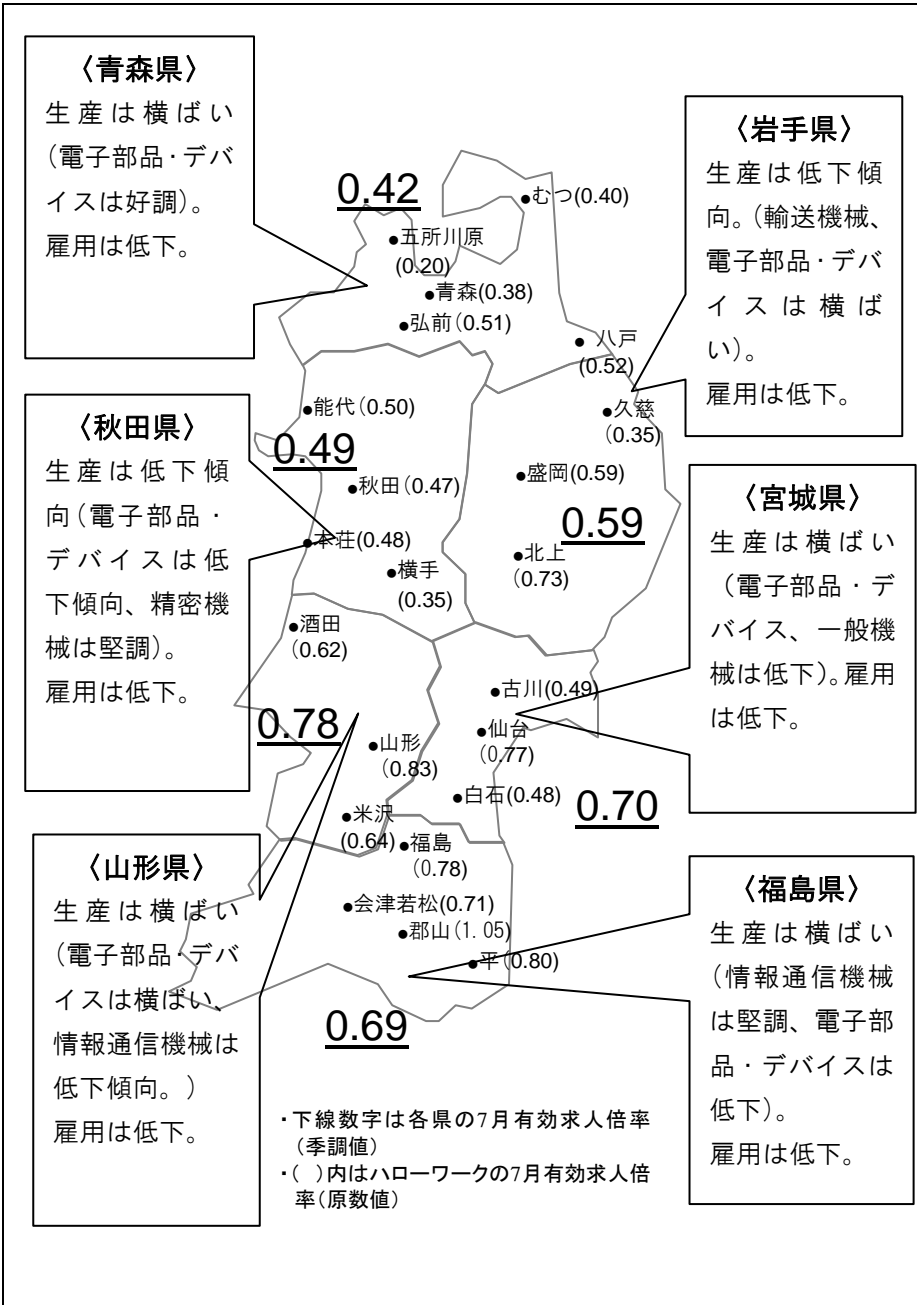 〈青森県〉
生産は横ばい
(電子部品・デバ
イスは好調)。
雇用は低下。
〈岩手県〉
生産は低下傾
向。(輸送機械、
電子部品・デバ
イスは横ば
い)。
雇用は低下。
0.42
●むつ(0.40)
●五所川原
(0.20)
●青森(0.38)
●弘前(0.51)
● 八戸
(0.52)
〈秋田県〉
生産は低下傾
向(電子部品・
デバイスは低
下傾向、精密機
械は堅調)。
雇用は低下。
●能代(0.50)
0.49
●秋田(0.47)
●本荘(0.48)
●横手
(0.35)
●久慈
(0.35)
●盛岡(0.59)
0.59
●北上
(0.73)
〈宮城県〉
生産は横ばい
(電子部品・デ
バイス、一般機
械は低下)。雇用
は低下。
●酒田
(0.62)
0.78
●山形
(0.83)
●米沢
(0.64)
●古川(0.49)
●仙台
(0.77)
●白石(0.48)
0.70
〈山形県〉
生産は横ばい
(電子部品・デバ
イスは横ばい、
情報通信機械は
低下傾向。)
雇用は低下。
●福島
(0.78)
●会津若松(0.71)
●郡山(1.05)
●平(0.80)
0.69
〈福島県〉
生産は横ばい
(情報通信機械
は堅調、電子部
品・デバイスは
低下)。
雇用は低下。
・下線数字は各県の7月有効求人倍率
(季調値)
・( )内はハローワークの7月有効求人倍
率(原数値)